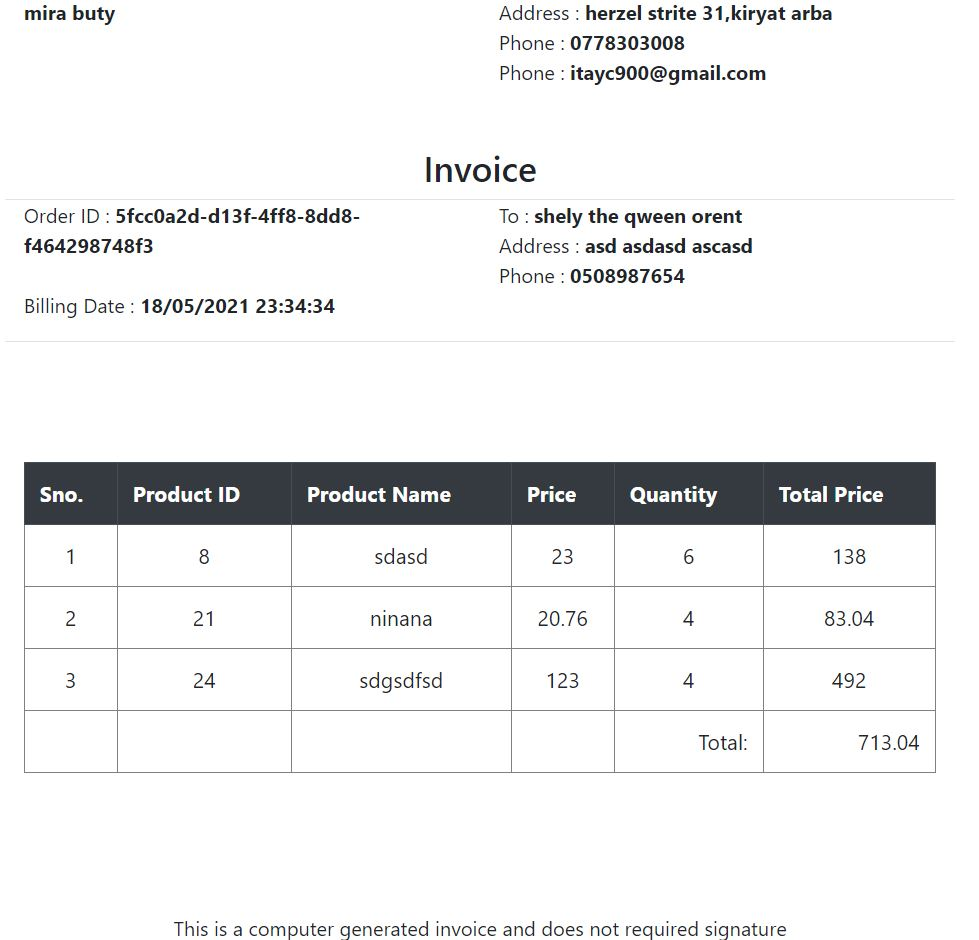 mira buty
Address : herzel strite 31,kiryat arba
Phone : 0778303008
Phone : itayc900@gmail.com
Invoice
Order ID : 5fcc0a2d-d13f-4ff8-8dd8-
f464298748f3
Billing Date : 18/05/2021 23:34:34
To : shely the qween orent
Address : asd asdasd ascasd
Phone : 0508987654
Sno. Product ID Product Name Price Quantity Total Price
1 8 sdasd 23 6 138
2 21 ninana 20.76 4 83.04
3 24 sdgsdfsd 123 4 492
Total: 713.04
This is a computer generated invoice and does not required signature